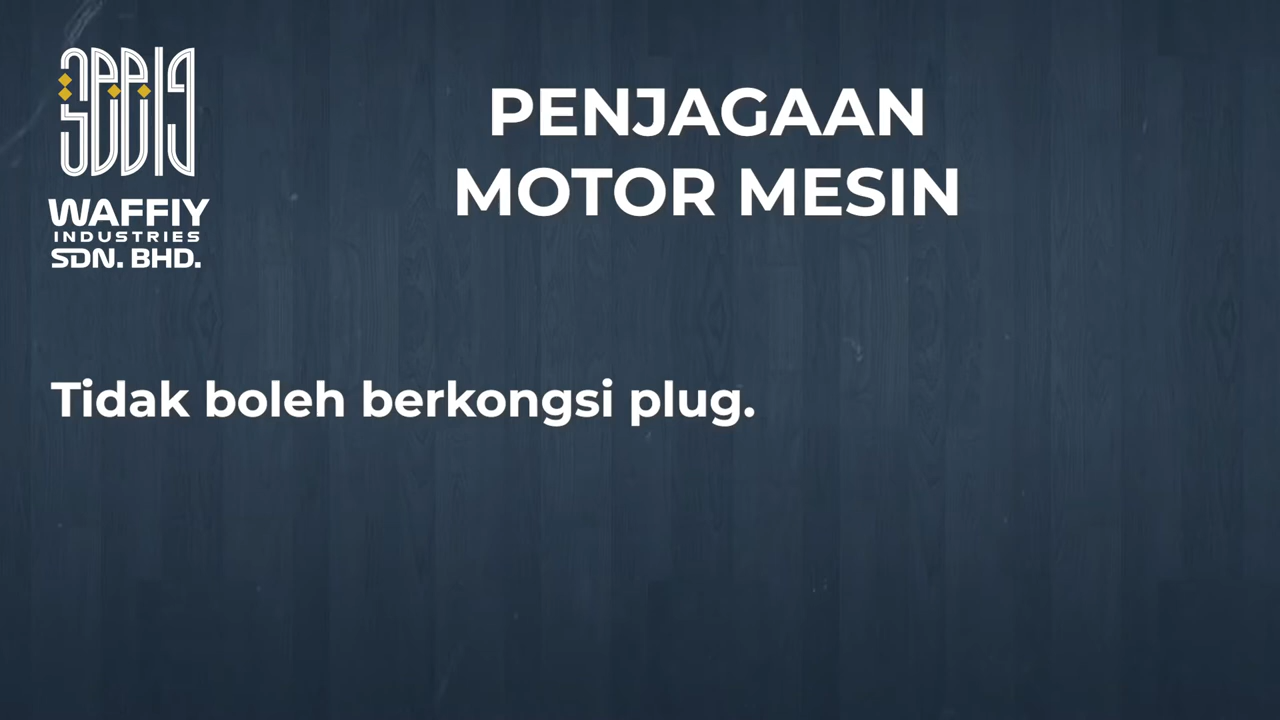 WAFFIY
INDUSTRIES
SDN. BHD.
PENJAGAAN
MOTOR MESIN
Tidak boleh berkongsi plug.